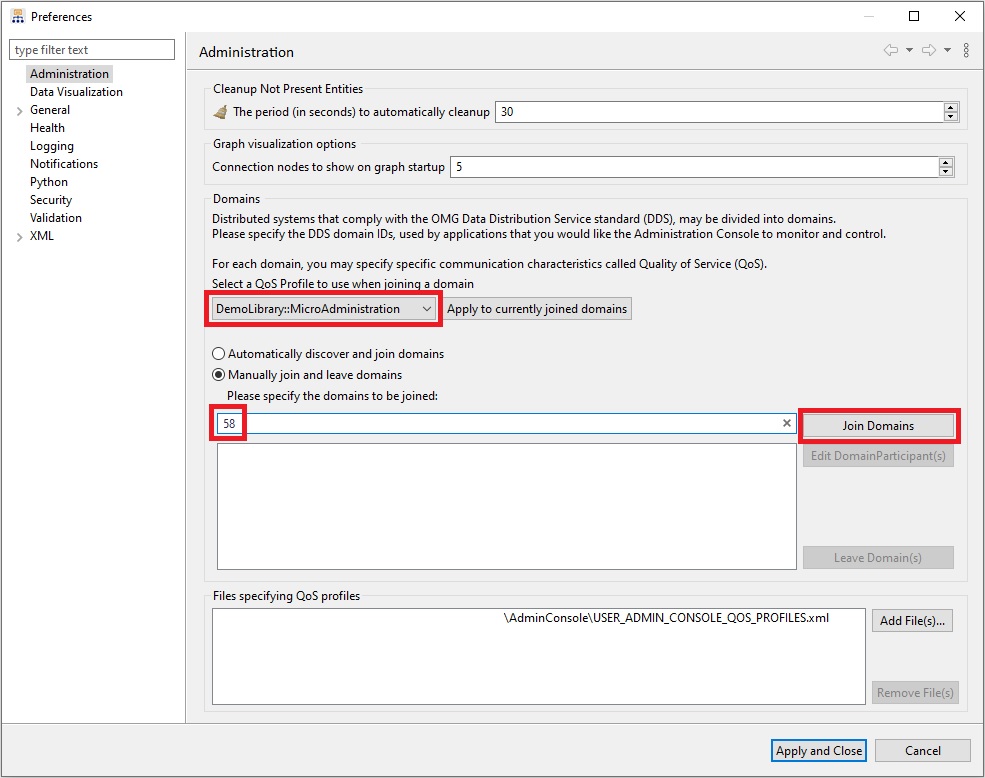 Preferences
type filter text
Administration
Data Visualization
General
Health
Logging
Notifications
Python
Security
Validation
XML
Administration
Cleanup Not Present Entities
The period (in seconds) to automatically cleanup 30
Graph visualization options
Connection nodes to show on graph startup 5
Domains
Distributed systems that comply with the OMG Data Distribution Service standard (DDS), may be divided into domains.
Please specify the DDS domain IDs, used by applications that you would like the Administration Console to monitor and control.
For each domain, you may specify specific communication characteristics called Quality of Service (QoS).
Select a QoS Profile to use when joining a domain
DemoLibrary::MicroAdministration Apply to currently joined domains
Automatically discover and join domains
Manually join and leave domains
Please specify the domains to be joined:
58 Join Domains
Edit DomainParticipant(s)
Leave Domain(s)
Files specifying QoS profiles
\AdminConsole\USER_ADMIN_CONSOLE_QOS_PROFILES.xml Add File(s)...
Remove File(s)
Apply and Close Cancel